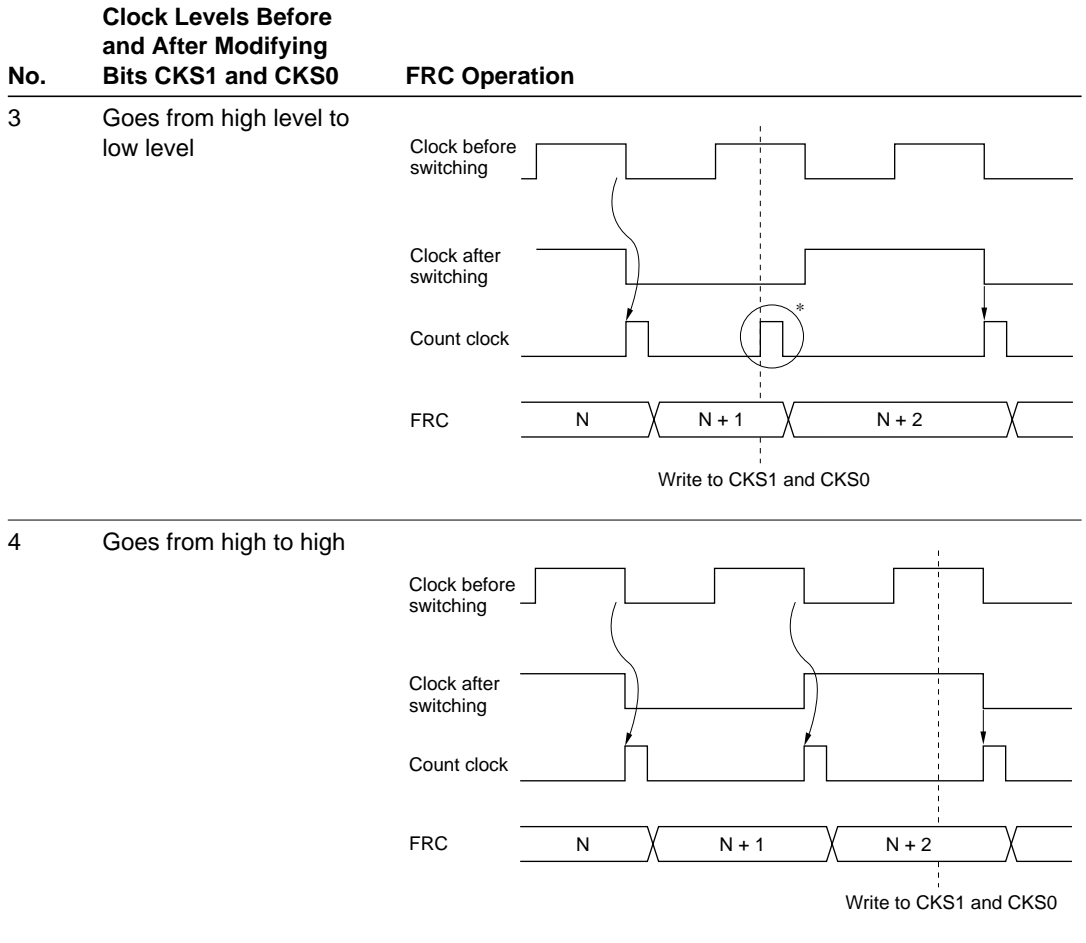 Clock Levels Before
and After Modifying
No. Bits CKS1 and CKS0 FRC Operation
3 Goes from high level to
low level
Clock before
switching
Clock after
switching
*
Count clock
FRC N N + 1 N + 2
Write to CKS1 and CKS0
4 Goes from high to high
Clock before
switching
Clock after
switching
Count clock
FRC N N + 1 N + 2
Write to CKS1 and CKS0